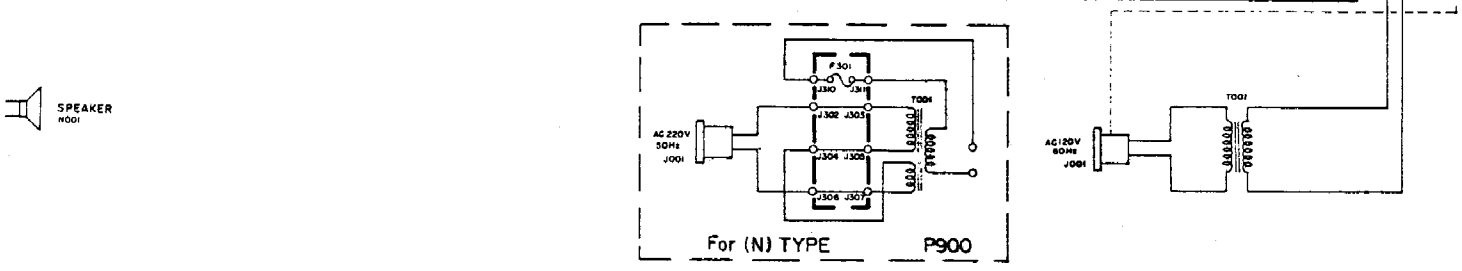 SPEAKER
H001
F301
J310 J311
T001
J302 J303
AC 220V
50Hz
J001
J304 J305
J306 J307
For (N) TYPE P900
T001
AC120V
60Hz
J001